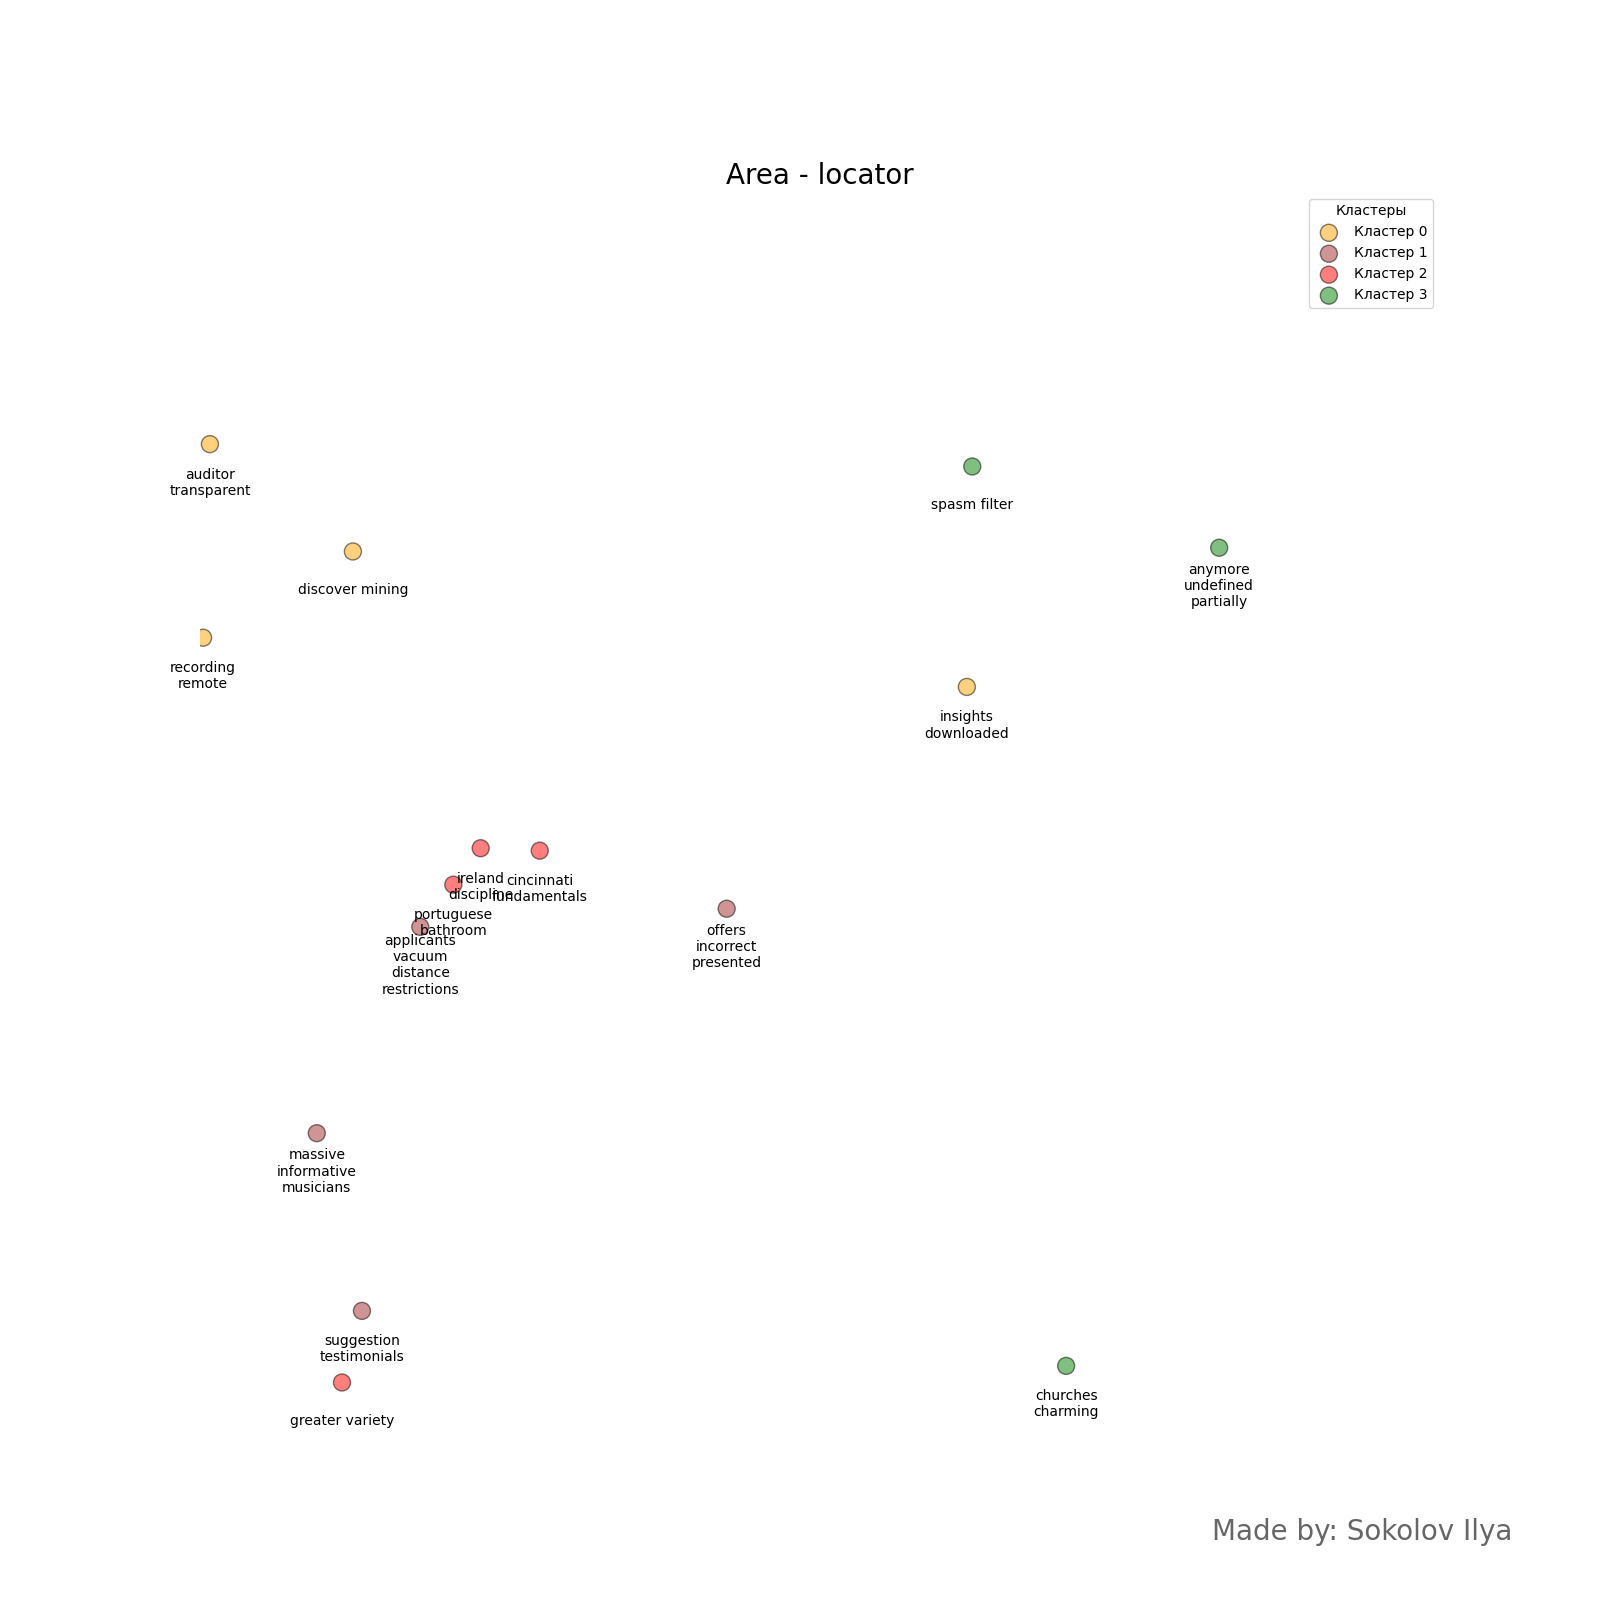 Area - locator
Кластеры
Кластер 0
Кластер 1
Кластер 2
Кластер 3
auditor
transparent
spasm filter
discover mining
anymore
undefined
partially
recording
remote
insights
downloaded
ireland
discipline
cincinnati
fundamentals
portuguese
bathroom
applicants
vacuum
distance
restrictions
offers
incorrect
presented
massive
informative
musicians
suggestion
testimonials
greater variety
churches
charming
Made by: Sokolov Ilya